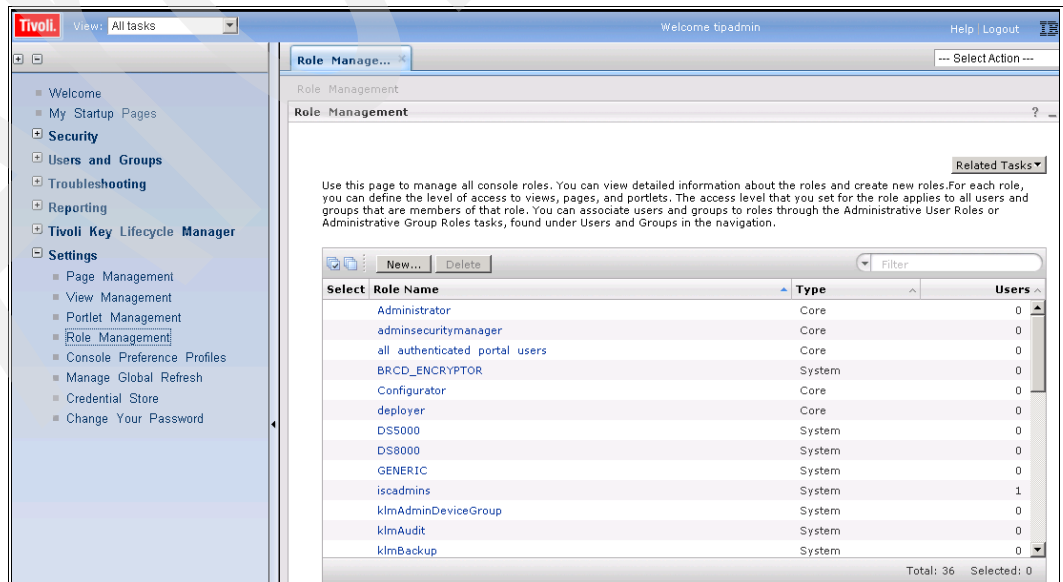 Tivoli. View: All tasks Welcome tipadmin Help | Logout IBM
Role Manage... × --- Select Action ---
Welcome
My Startup Pages
Security
Users and Groups
Troubleshooting
Reporting
Tivoli Key Lifecycle Manager
Settings
Page Management
View Management
Portlet Management
Role Management
Console Preference Profiles
Manage Global Refresh
Credential Store
Change Your Password
Role Management
Role Management ? _
Related Tasks
Use this page to manage all console roles. You can view detailed information about the roles and create new roles.For each role,
you can define the level of access to views, pages, and portlets. The access level that you set for the role applies to all users and
groups that are members of that role. You can associate users and groups to roles through the Administrative User Roles or
Administrative Group Roles tasks, found under Users and Groups in the navigation.
New... Delete Filter
Select Role Name Type Users
Administrator Core 0
adminsecuritymanager Core 0
all authenticated portal users Core 0
BRCD_ENCRYPTOR System 0
Configurator Core 0
deployer Core 0
DS5000 System 0
DS8000 System 0
GENERIC System 0
iscadmins System 1
klmAdminDeviceGroup System 0
klmAudit System 0
klmBackup System 0
Total: 36 Selected: 0